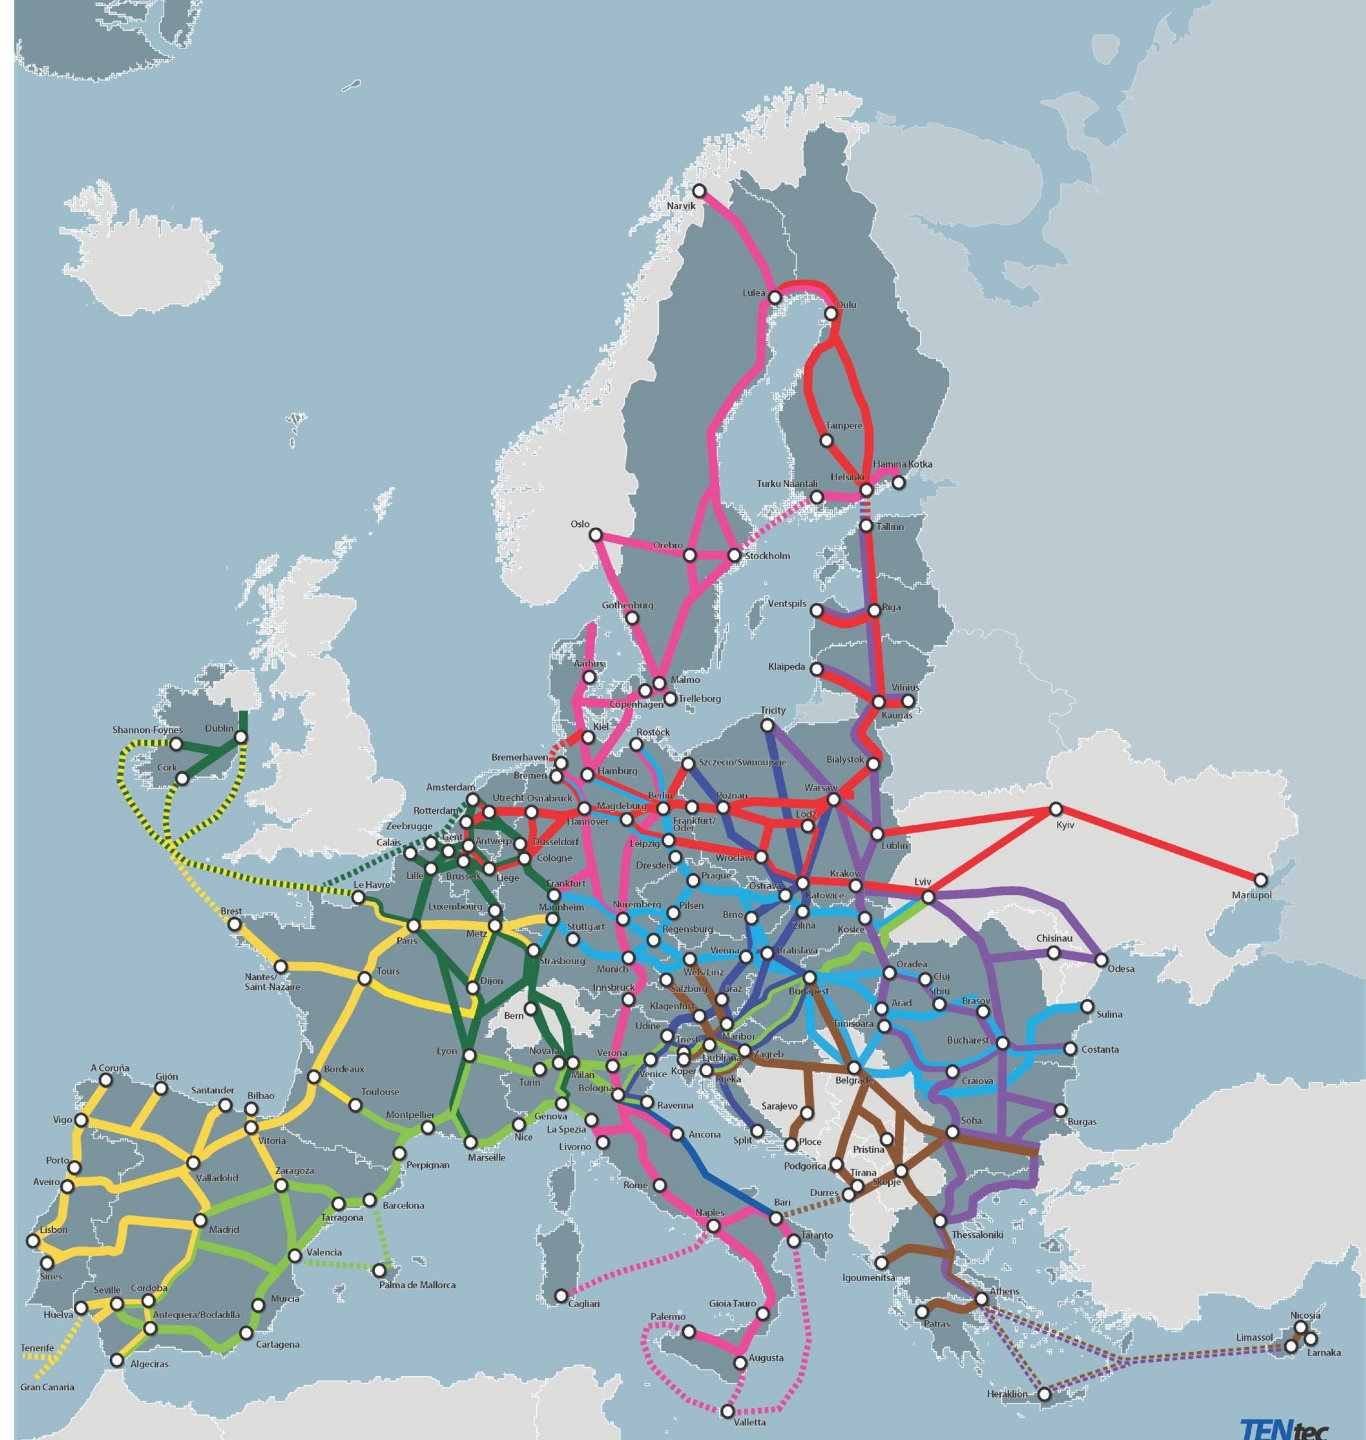 Narvik
Lulea
Oulu
Tampere
Hamina Kotka
Helsinki
Turku Naantali
Tallinn
Oslo
Orebro
Stockholm
Ventspils
Riga
Gothenburg
Klaipeda
Aarhus
Malmo
Vilnius
Copenhagen
Trelleborg
Kaunas
Tricity
Shannon-Foynes
Dublin
Kiel
Rostock
Cork
Bremerhaven
Szczecin/Swinoujscie
Bialystok
Bremen
Hamburg
Amsterdam
Utrecht
Osnabruck
Berlin
Poznan
Warsaw
Rotterdam
Magdeburg
Zeebrugge
Hannover
Frankfurt/
Oder
Lodz
Kyiv
Calais
Gent
Antwerp
Dusseldorf
Leipzig
Lublin
Lille
Brussels
Liege
Cologne
Dresden
Wroclaw
Le Havre
Frankfurt
Prague
Ostrava
Katowice
Krakow
Lviv
Mariupol
Brest
Luxembourg
Mannheim
Nuremberg
Pilsen
Brno
Zilina
Kosice
Paris
Metz
Stuttgart
Regensburg
Chisinau
Strasbourg
Munich
Wels/Linz
Vienna
Bratislava
Odesa
Nantes/
Saint-Nazaire
Tours
Dijon
Innsbruck
Salzburg
Graz
Budapest
Oradea
Cluj
Sibiu
Brasov
Bern
Klagenfurt
Arad
Sulina
Udine
Maribor
Timisoara
Lyon
Novara
Verona
Trieste
Ljubljana
Zagreb
Bucharest
Costanta
A Coruña
Gijón
Bordeaux
Turin
Milan
Venice
Koper
Rijeka
Belgrade
Craiova
Santander
Bilbao
Toulouse
Bologna
Ravenna
Vigo
Montpellier
Genova
Sarajevo
Sofia
Burgas
Vitoria
Nice
La Spezia
Ancona
Split
Ploce
Porto
Valladolid
Zaragoza
Perpignan
Marseille
Livorno
Pristina
Aveiro
Podgorica
Tirana
Skopje
Rome
Durres
Barcelona
Tarragona
Lisbon
Madrid
Naples
Bari
Thessaloniki
Valencia
Taranto
Sines
Palma de Mallorca
Igoumenitsa
Seville
Cordoba
Murcia
Cagliari
Athens
Huelva
Antequera/Bobadilla
Palermo
Gioia Tauro
Patras
Nicosia
Tenerife
Cartagena
Limassol
Larnaka
Algeciras
Augusta
Gran Canaria
Heraklion
Valletta
TENtec